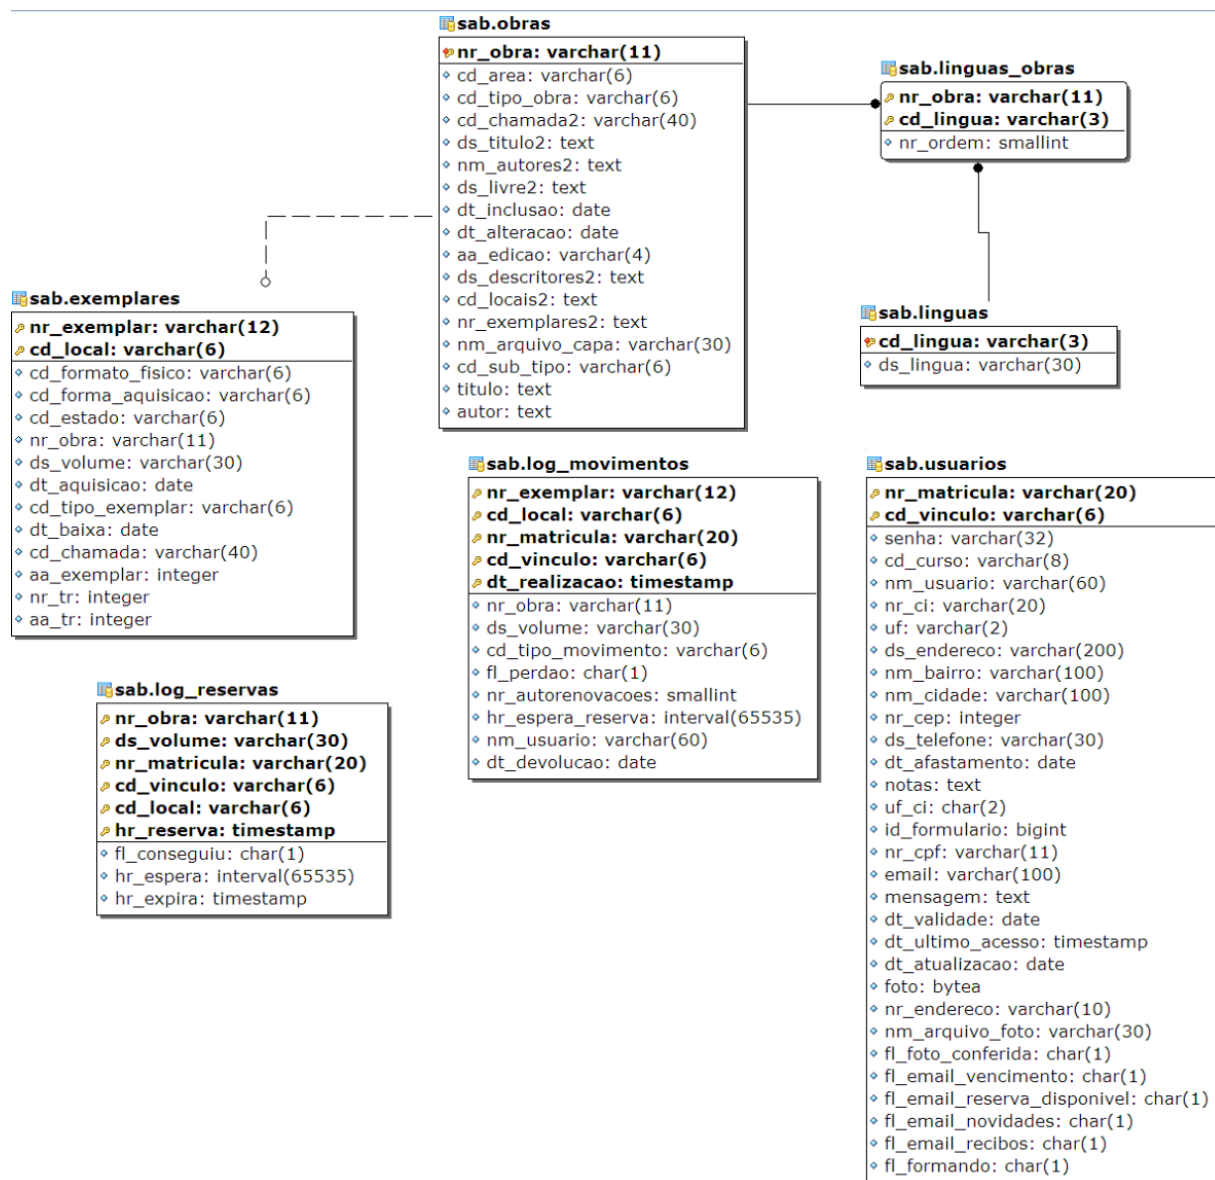 sab.obras
nr_obra: varchar(11)
cd_area: varchar(6)
cd_tipo_obra: varchar(6)
cd_chamada2: varchar(40)
ds_titulo2: text
nm_autores2: text
ds_livre2: text
dt_inclusao: date
dt_alteracao: date
aa_edicao: varchar(4)
ds_descritores2: text
cd_locais2: text
nr_exemplares2: text
nm_arquivo_capa: varchar(30)
cd_sub_tipo: varchar(6)
titulo: text
autor: text
sab.linguas_obras
nr_obra: varchar(11)
cd_lingua: varchar(3)
nr_ordem: smallint
sab.exemplares
nr_exemplar: varchar(12)
cd_local: varchar(6)
cd_formato_fisico: varchar(6)
cd_forma_aquisicao: varchar(6)
cd_estado: varchar(6)
nr_obra: varchar(11)
ds_volume: varchar(30)
dt_aquisicao: date
cd_tipo_exemplar: varchar(6)
dt_baixa: date
cd_chamada: varchar(40)
aa_exemplar: integer
nr_tr: integer
aa_tr: integer
sab.linguas
cd_lingua: varchar(3)
ds_lingua: varchar(30)
sab.log_movimentos
nr_exemplar: varchar(12)
cd_local: varchar(6)
nr_matricula: varchar(20)
cd_vinculo: varchar(6)
dt_realizacao: timestamp
nr_obra: varchar(11)
ds_volume: varchar(30)
cd_tipo_movimento: varchar(6)
fl_perdao: char(1)
nr_autorenovacoes: smallint
hr_espera_reserva: interval(65535)
nm_usuario: varchar(60)
dt_devolucao: date
sab.usuarios
nr_matricula: varchar(20)
cd_vinculo: varchar(6)
senha: varchar(32)
cd_curso: varchar(8)
nm_usuario: varchar(60)
nr_ci: varchar(20)
uf: varchar(2)
ds_endereco: varchar(200)
nm_bairro: varchar(100)
nm_cidade: varchar(100)
nr_cep: integer
ds_telefone: varchar(30)
dt_afastamento: date
notas: text
uf_ci: char(2)
id_formulario: bigint
nr_cpf: varchar(11)
email: varchar(100)
mensagem: text
dt_validade: date
dt_ultimo_acesso: timestamp
dt_atualizacao: date
foto: bytea
nr_endereco: varchar(10)
nm_arquivo_foto: varchar(30)
fl_foto_conferida: char(1)
fl_email_vencimento: char(1)
fl_email_reserva_disponivel: char(1)
fl_email_novidades: char(1)
fl_email_recibos: char(1)
fl_formando: char(1)
sab.log_reservas
nr_obra: varchar(11)
ds_volume: varchar(30)
nr_matricula: varchar(20)
cd_vinculo: varchar(6)
cd_local: varchar(6)
hr_reserva: timestamp
fl_conseguiu: char(1)
hr_espera: interval(65535)
hr_expira: timestamp